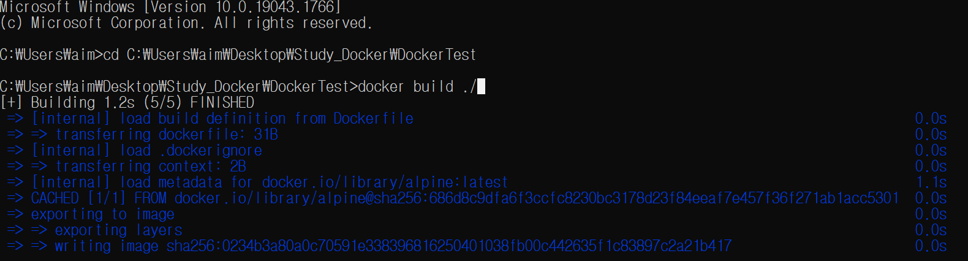 Microsoft Windows [Version 10.0.19043.1766]
(c) Microsoft Corporation. All rights reserved.
C:₩Users₩aim>cd C:₩Users₩aim₩Desktop₩Study_Docker₩DockerTest
C:₩Users₩aim₩Desktop₩Study_Docker₩DockerTest>docker build ./
[+] Building 1.2s (5/5) FINISHED
=> [internal] load build definition from Dockerfile 0.0s
=> => transferring dockerfile: 31B 0.0s
=> [internal] load .dockerignore 0.0s
=> => transferring context: 2B 0.0s
=> [internal] load metadata for docker.io/library/alpine:latest 1.1s
=> CACHED [1/1] FROM docker.io/library/alpine@sha256:686d8c9dfa6f3ccfc8230bc3178d23f84eeaf7e457f36f271ab1acc5301 0.0s
=> exporting to image 0.0s
=> => exporting layers 0.0s
=> => writing image sha256:0234b3a80a0c70591e338396816250401038fb00c442635f1c83897c2a21b417 0.0s